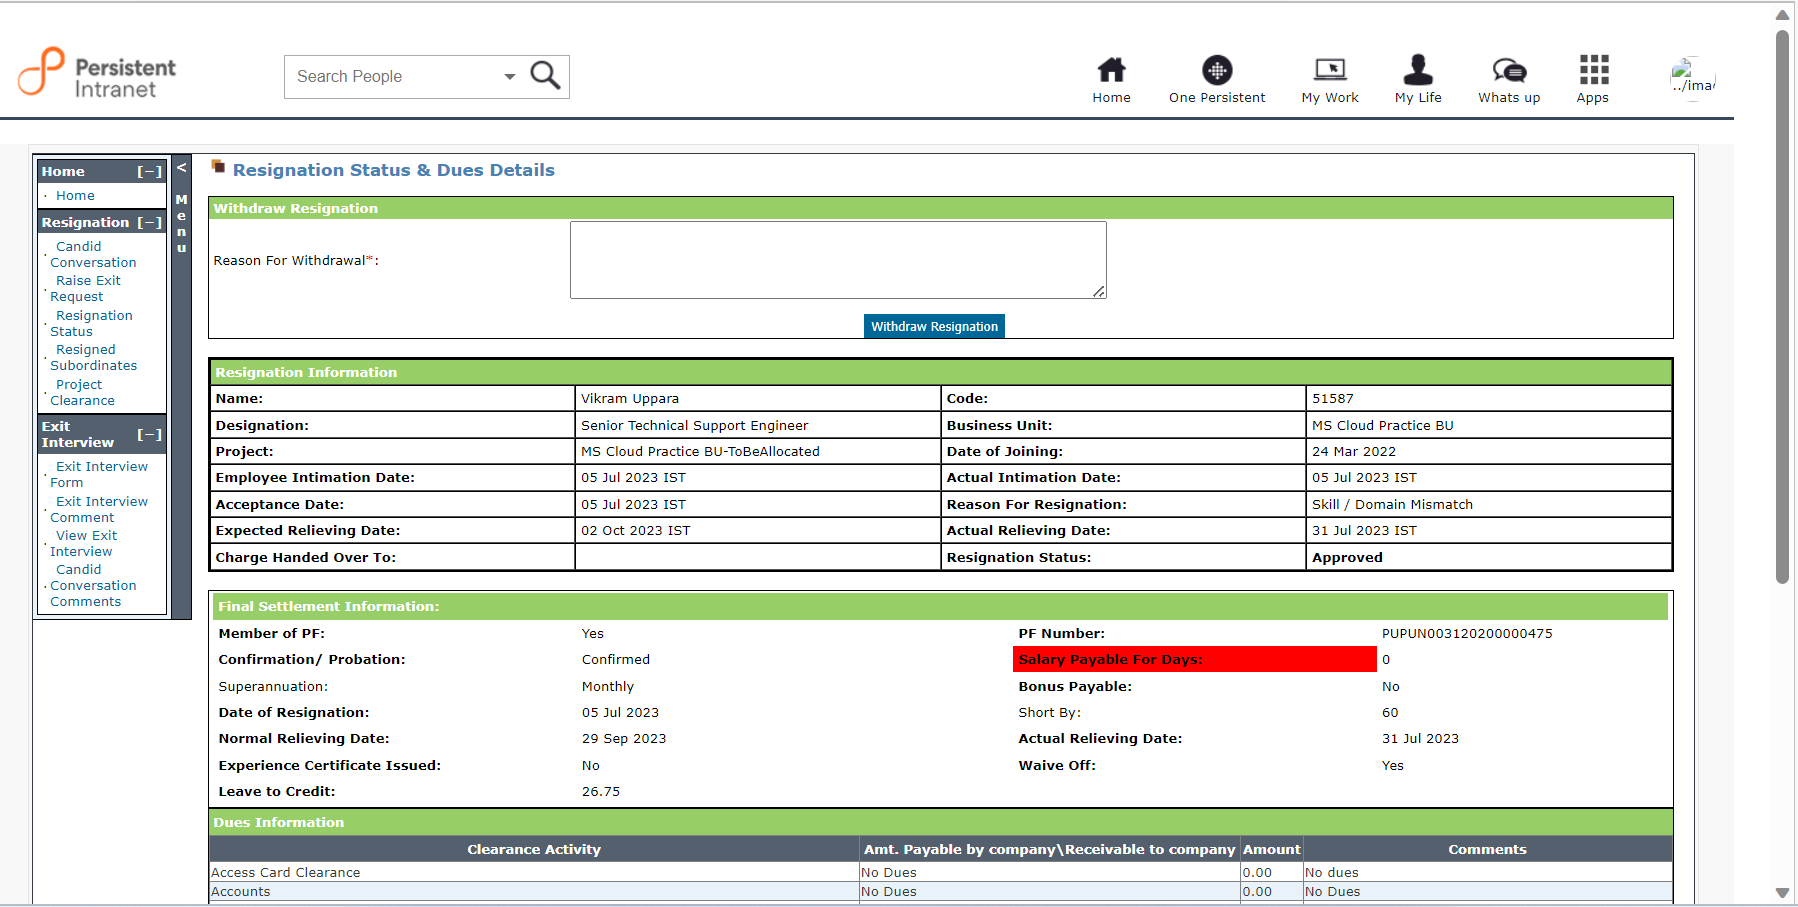 Persistent
Intranet
Search People
Home
One Persistent
My Work
My Life
Whats up
Apps
../ima
Home [−]
Home
Resignation [−]
Candid
Conversation
Raise Exit
Request
Resignation
Status
Resigned
Subordinates
Project
Clearance
Exit
Interview [−]
Exit Interview
Form
Exit Interview
Comment
View Exit
Interview
Candid
Conversation
Comments
<
M
e
n
u
Resignation Status & Dues Details
Withdraw Resignation
Reason For Withdrawal*:
Withdraw Resignation
Resignation Information
Name: Vikram Uppara Code: 51587
Designation: Senior Technical Support Engineer Business Unit: MS Cloud Practice BU
Project: MS Cloud Practice BU-ToBeAllocated Date of Joining: 24 Mar 2022
Employee Intimation Date: 05 Jul 2023 IST Actual Intimation Date: 05 Jul 2023 IST
Acceptance Date: 05 Jul 2023 IST Reason For Resignation: Skill / Domain Mismatch
Expected Relieving Date: 02 Oct 2023 IST Actual Relieving Date: 31 Jul 2023 IST
Charge Handed Over To: Resignation Status: Approved
Final Settlement Information:
Member of PF: Yes PF Number: PUPUN003120200000475
Confirmation/ Probation: Confirmed Salary Payable For Days: 0
Superannuation: Monthly Bonus Payable: No
Date of Resignation: 05 Jul 2023 Short By: 60
Normal Relieving Date: 29 Sep 2023 Actual Relieving Date: 31 Jul 2023
Experience Certificate Issued: No Waive Off: Yes
Leave to Credit: 26.75
Dues Information
Clearance Activity Amt. Payable by company\Receivable to company Amount Comments
Access Card Clearance No Dues 0.00 No dues
Accounts No Dues 0.00 No Dues